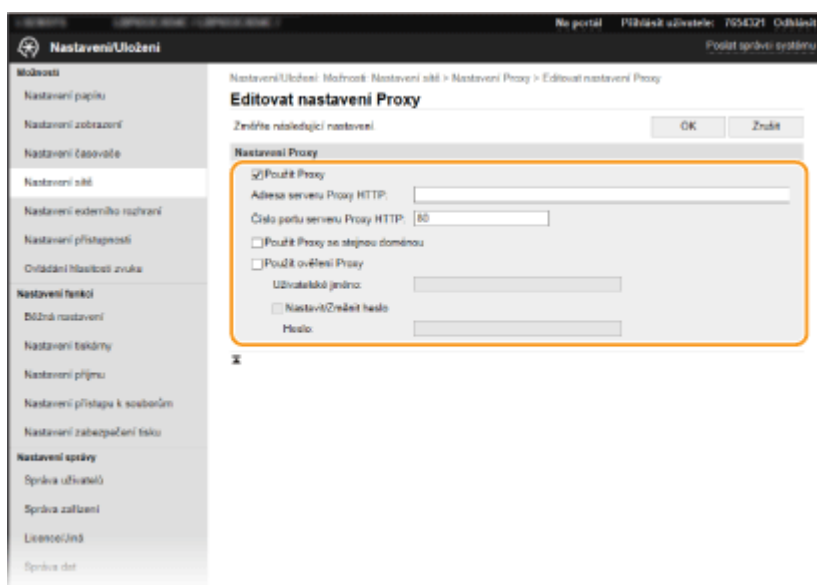 Na portál Přihlásit uživatele: 7654321 Odhlásit
Nastavení/Uložení
Poslat správci systému
Možnosti
Nastavení papíru
Nastavení zobrazení
Nastavení časovače
Nastavení sítě
Nastavení externího rozhraní
Nastavení přístupnosti
Ovládání hlasitosti zvuku
Nastavení funkcí
Běžná nastavení
Nastavení tiskárny
Nastavení příjmu
Nastavení přístupu k souborům
Nastavení zabezpečení tisku
Nastavení správy
Správa uživatelů
Správa zařízení
Licence/Jiná
Správa dat
Nastavení/Uložení: Možnosti: Nastavení sítě > Nastavení Proxy > Editovat nastavení Proxy
Editovat nastavení Proxy
Změňte následující nastavení.
OK
Zrušit
Nastavení Proxy
Použít Proxy
Adresa serveru Proxy HTTP:
Číslo portu serveru Proxy HTTP: 80
Použít Proxy se stejnou doménou
Použít ověření Proxy
Uživatelské jméno:
Nastavit/Změnit heslo
Heslo: